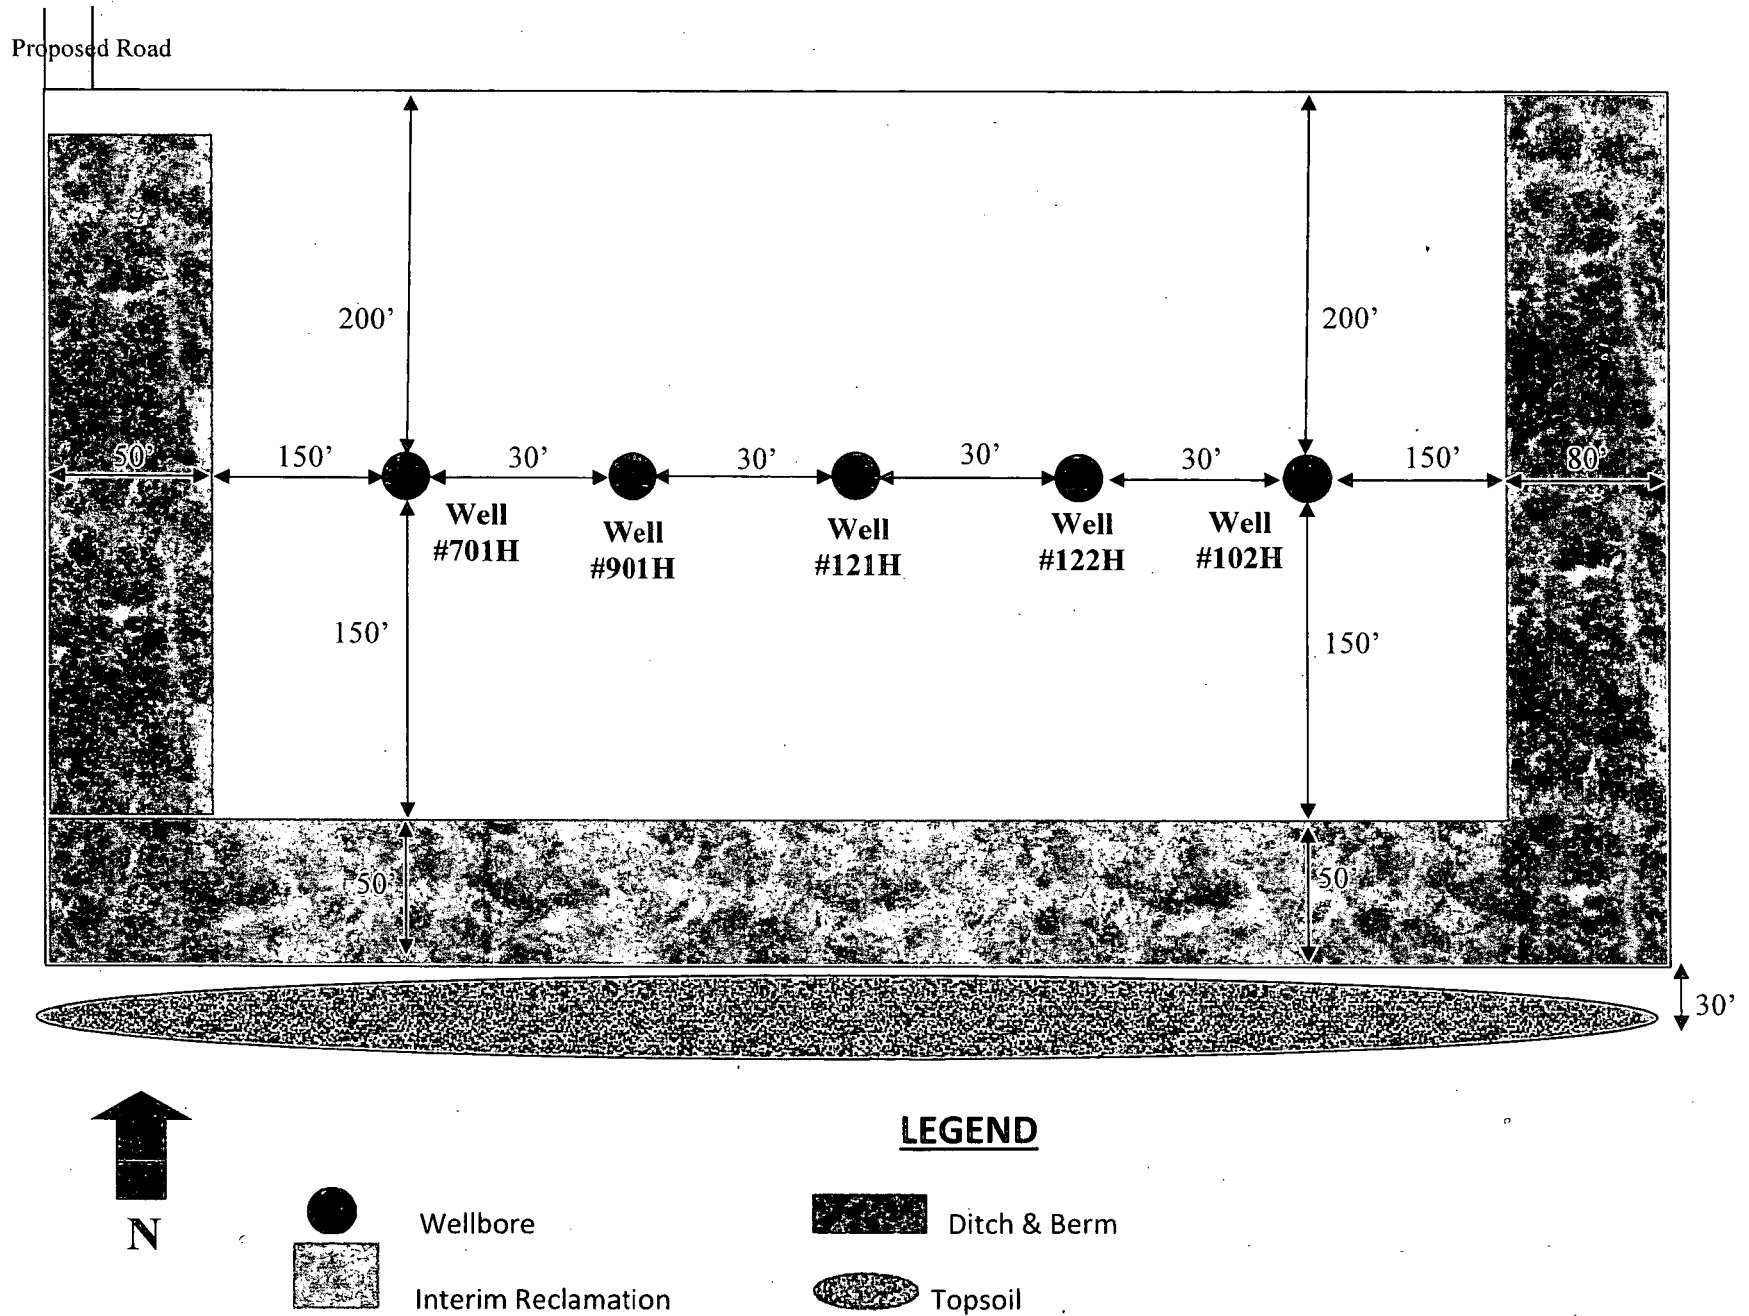 Proposed Road
200’
200’
50’
150’
30’
30’
30’
30’
150’
80’
Well
#701H
Well
#901H
Well
#121H
Well
#122H
Well
#102H
150’
150’
50’
50’
30’
LEGEND
N
Wellbore
Ditch & Berm
Interim Reclamation
Topsoil